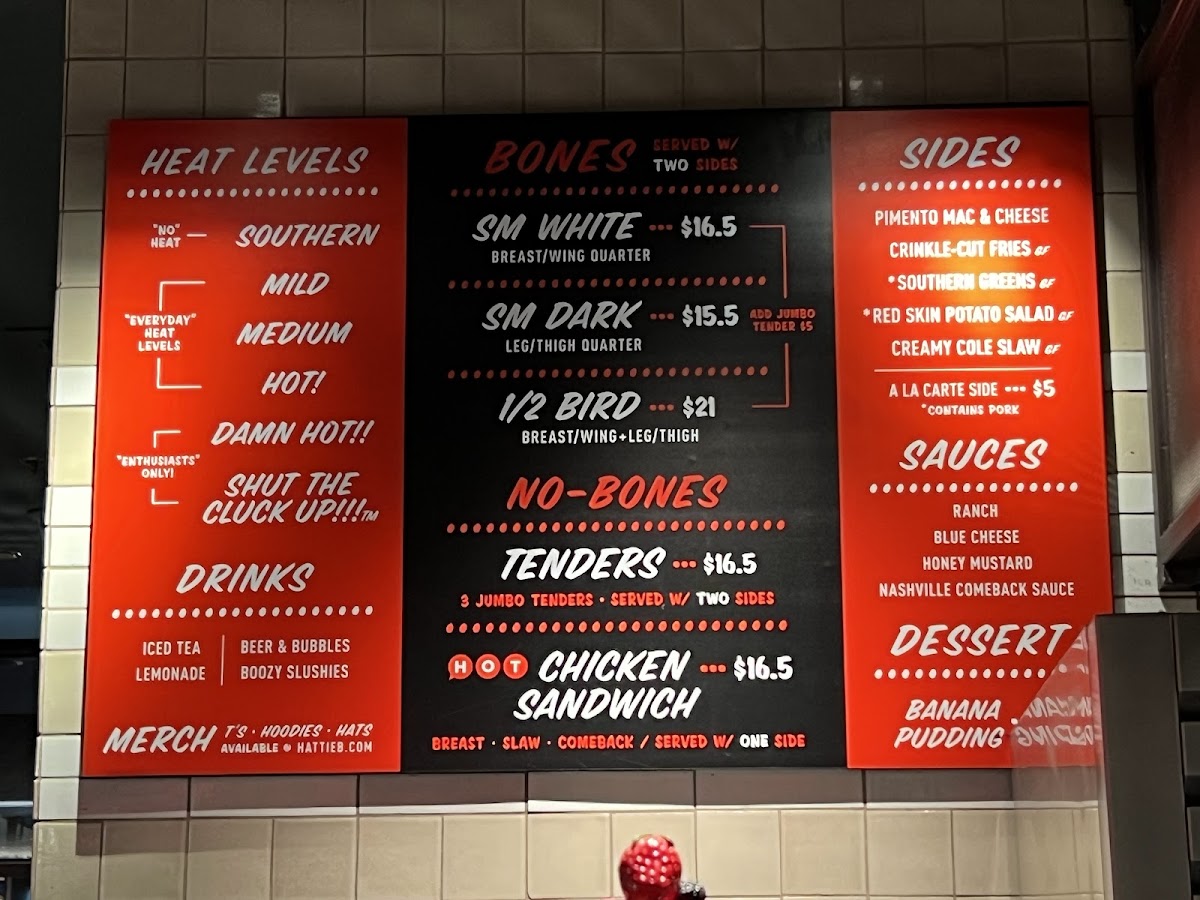 HEAT LEVELS
"NO" HEAT — SOUTHERN
MILD
"EVERYDAY" HEAT LEVELS
MEDIUM
HOT!
DAMN HOT!!
"ENTHUSIASTS" ONLY!
SHUT THE
CLUCK UP!!!TM
DRINKS
ICED TEA | BEER & BUBBLES
LEMONADE | BOOZY SLUSHIES
MERCH T'S · HOODIES · HATS
AVAILABLE @ HATTIEB.COM
BONES SERVED W/ TWO SIDES
SM WHITE ··· $16.5
BREAST/WING QUARTER
SM DARK ··· $15.5
LEG/THIGH QUARTER
ADD JUMBO
TENDER $5
1/2 BIRD ··· $21
BREAST/WING+LEG/THIGH
NO-BONES
TENDERS ··· $16.5
3 JUMBO TENDERS · SERVED W/ TWO SIDES
HOT CHICKEN ··· $16.5
SANDWICH
BREAST · SLAW · COMEBACK / SERVED W/ ONE SIDE
SIDES
PIMENTO MAC & CHEESE
CRINKLE-CUT FRIES GF
*SOUTHERN GREENS GF
*RED SKIN POTATO SALAD GF
CREAMY COLE SLAW GF
A LA CARTE SIDE ··· $5
*CONTAINS PORK
SAUCES
RANCH
BLUE CHEESE
HONEY MUSTARD
NASHVILLE COMEBACK SAUCE
DESSERT
BANANA
PUDDING